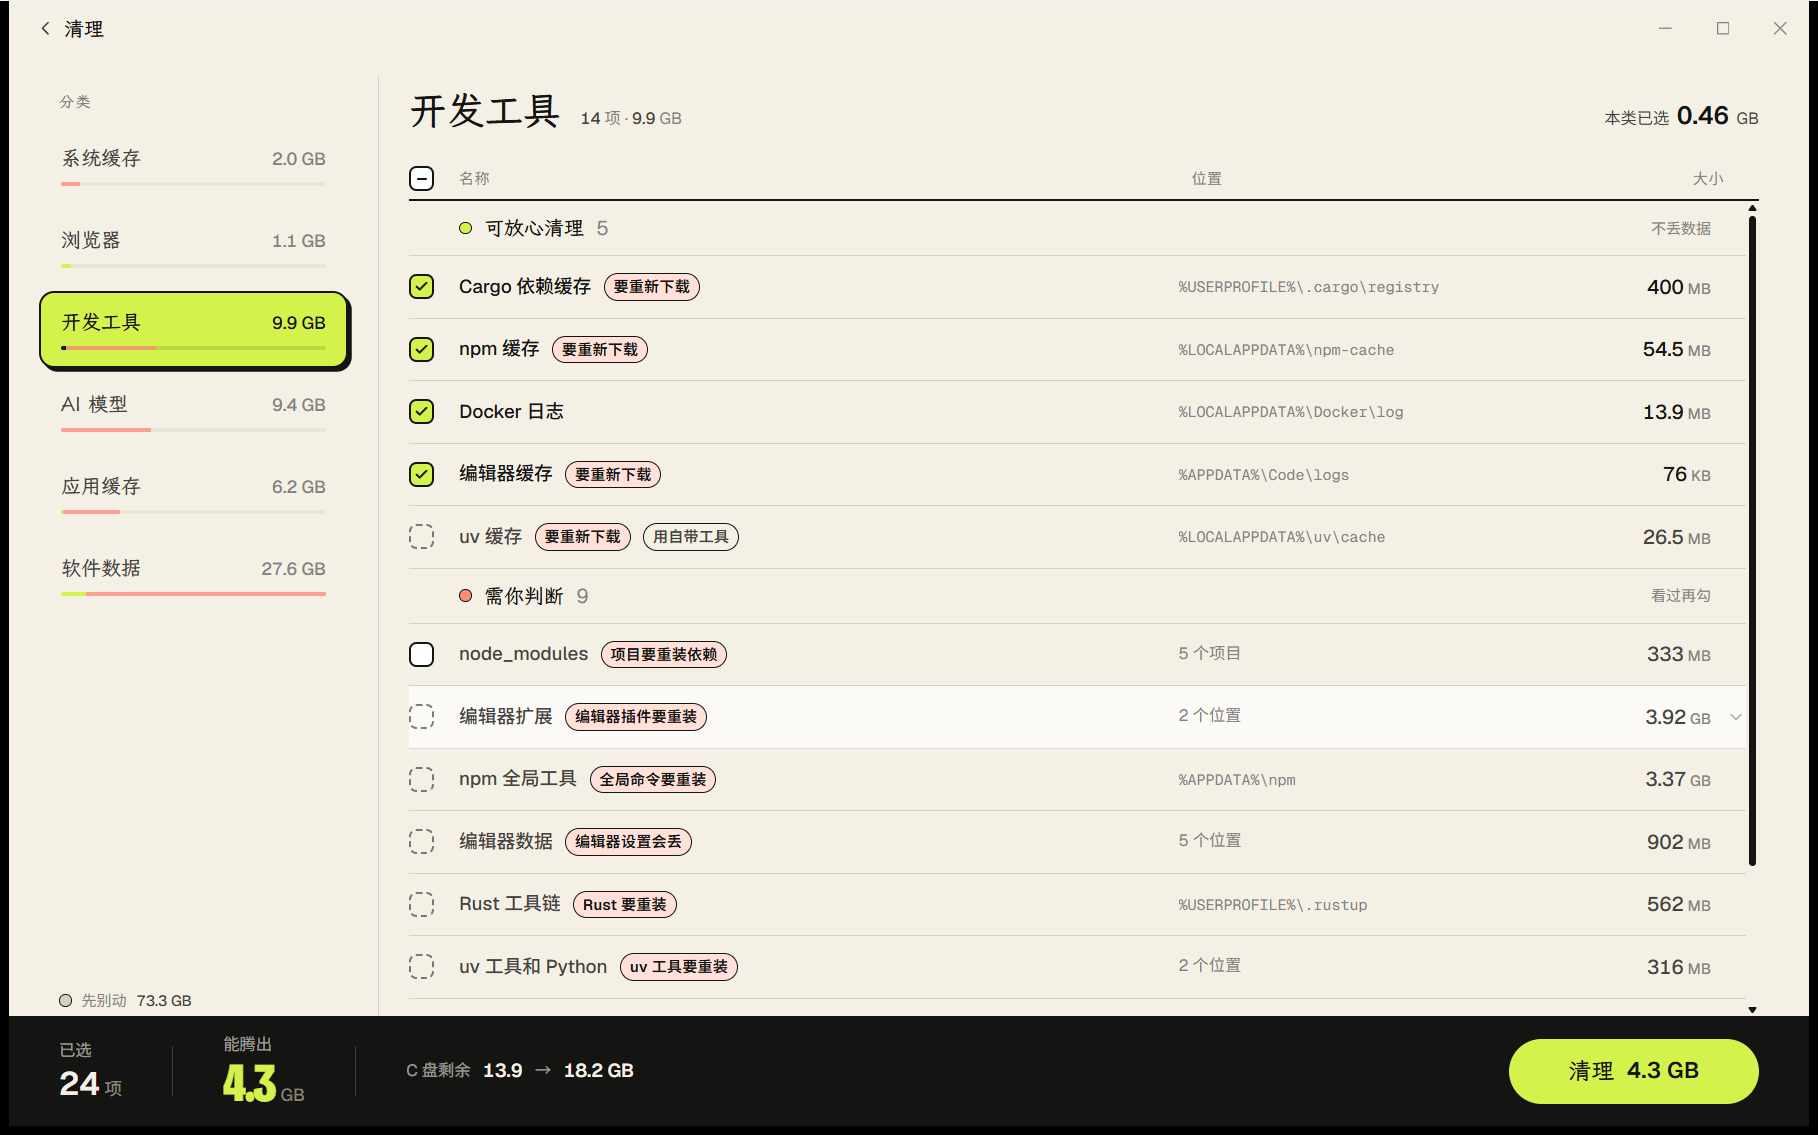 清理
分类
系统缓存 2.0 GB
浏览器 1.1 GB
开发工具 9.9 GB
AI 模型 9.4 GB
应用缓存 6.2 GB
软件数据 27.6 GB
先别动 73.3 GB
开发工具 14 项 · 9.9 GB
本类已选 0.46 GB
名称 位置 大小
可放心清理 5 不丢数据
Cargo 依赖缓存 要重新下载 %USERPROFILE%\.cargo\registry 400 MB
npm 缓存 要重新下载 %LOCALAPPDATA%\npm-cache 54.5 MB
Docker 日志 %LOCALAPPDATA%\Docker\log 13.9 MB
编辑器缓存 要重新下载 %APPDATA%\Code\logs 76 KB
uv 缓存 要重新下载 用自带工具 %LOCALAPPDATA%\uv\cache 26.5 MB
需你判断 9 看过再勾
node_modules 项目要重装依赖 5 个项目 333 MB
编辑器扩展 编辑器插件要重装 2 个位置 3.92 GB
npm 全局工具 全局命令要重装 %APPDATA%\npm 3.37 GB
编辑器数据 编辑器设置会丢 5 个位置 902 MB
Rust 工具链 Rust 要重装 %USERPROFILE%\.rustup 562 MB
uv 工具和 Python uv 工具要重装 2 个位置 316 MB
已选
24 项
能腾出
4.3 GB
C 盘剩余 13.9 → 18.2 GB
清理 4.3 GB